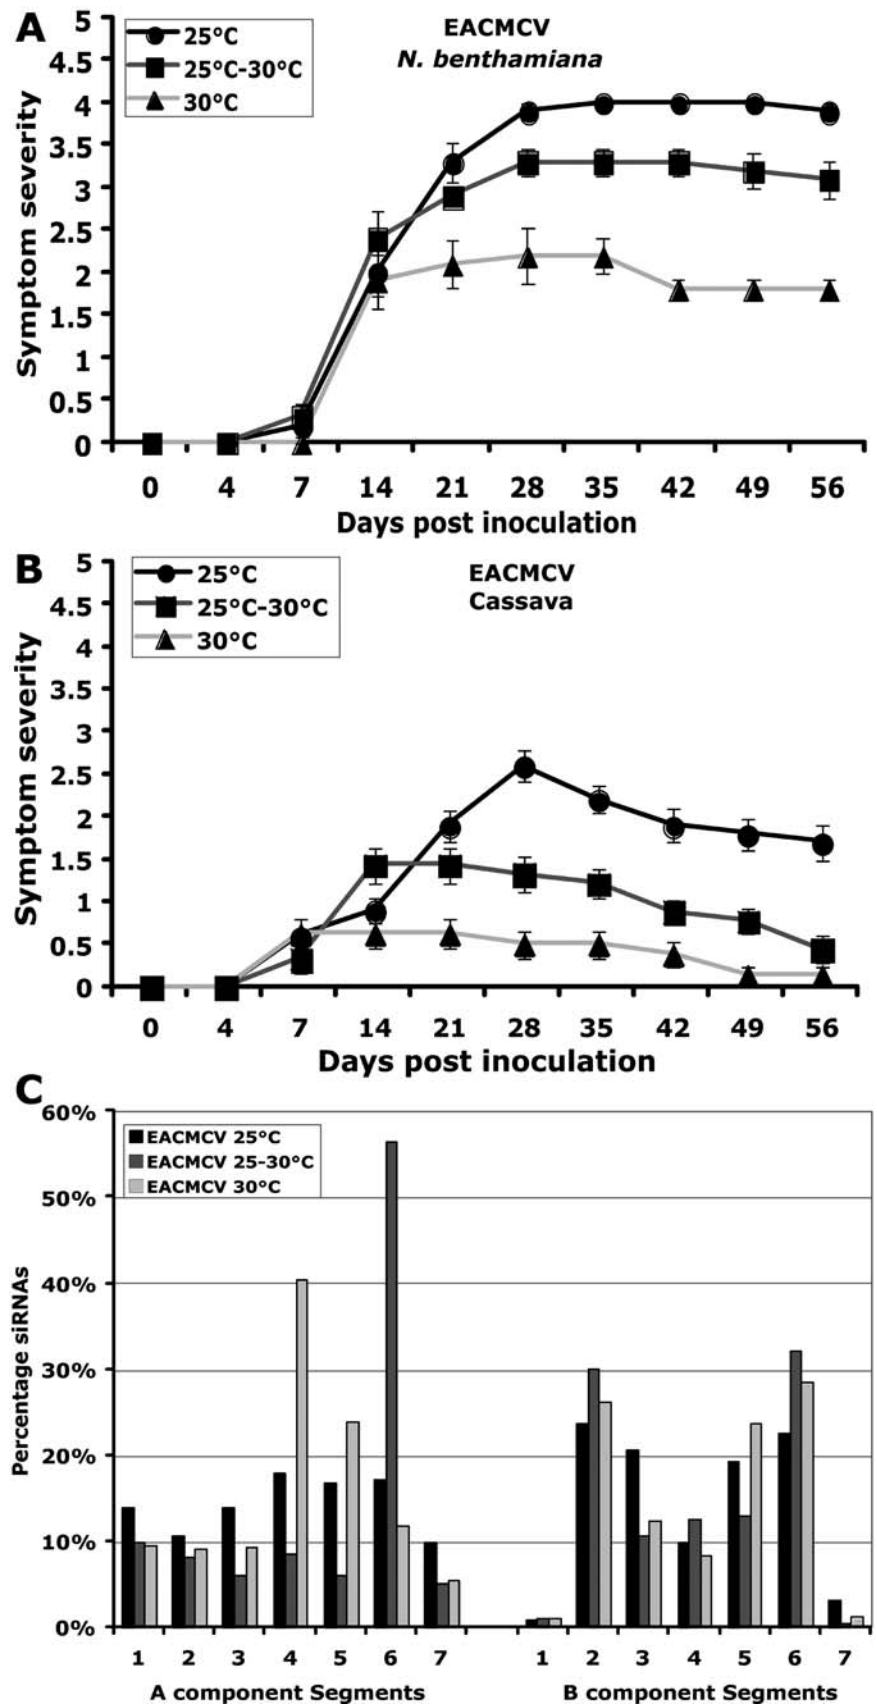 A
EACMCV
N. benthamiana
25°C
25°C-30°C
30°C
Symptom severity
5
4.5
4
3.5
3
2.5
2
1.5
1
0.5
0
0 4 7 14 21 28 35 42 49 56
Days post inoculation
B
EACMCV
Cassava
25°C
25°C-30°C
30°C
Symptom severity
5
4.5
4
3.5
3
2.5
2
1.5
1
0.5
0
0 4 7 14 21 28 35 42 49 56
Days post inoculation
C
EACMCV 25°C
EACMCV 25-30°C
EACMCV 30°C
Percentage siRNAs
60%
50%
40%
30%
20%
10%
0%
1 2 3 4 5 6 7 1 2 3 4 5 6 7
A component Segments B component Segments